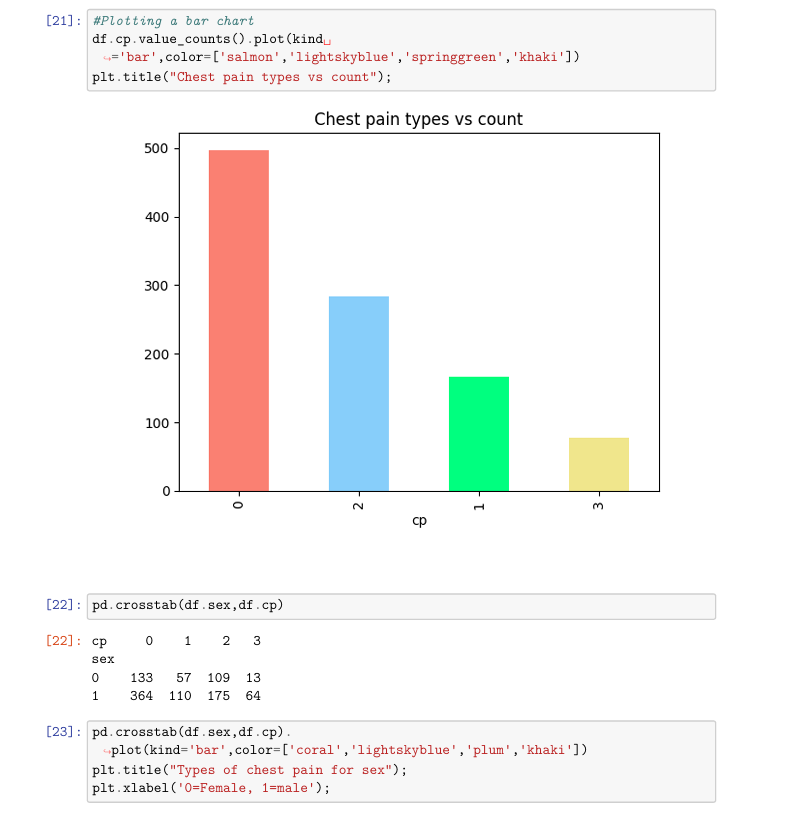 [21]: #Plotting a bar chart
df.cp.value_counts().plot(kind␣
↪='bar',color=['salmon','lightskyblue','springgreen','khaki'])
plt.title("Chest pain types vs count");
Chest pain types vs count
500
400
300
200
100
0
0 2 1 3
cp
[22]: pd.crosstab(df.sex,df.cp)
[22]: cp 0 1 2 3
sex
0 133 57 109 13
1 364 110 175 64
[23]: pd.crosstab(df.sex,df.cp).
↪plot(kind='bar',color=['coral','lightskyblue','plum','khaki'])
plt.title("Types of chest pain for sex");
plt.xlabel('0=Female, 1=male');